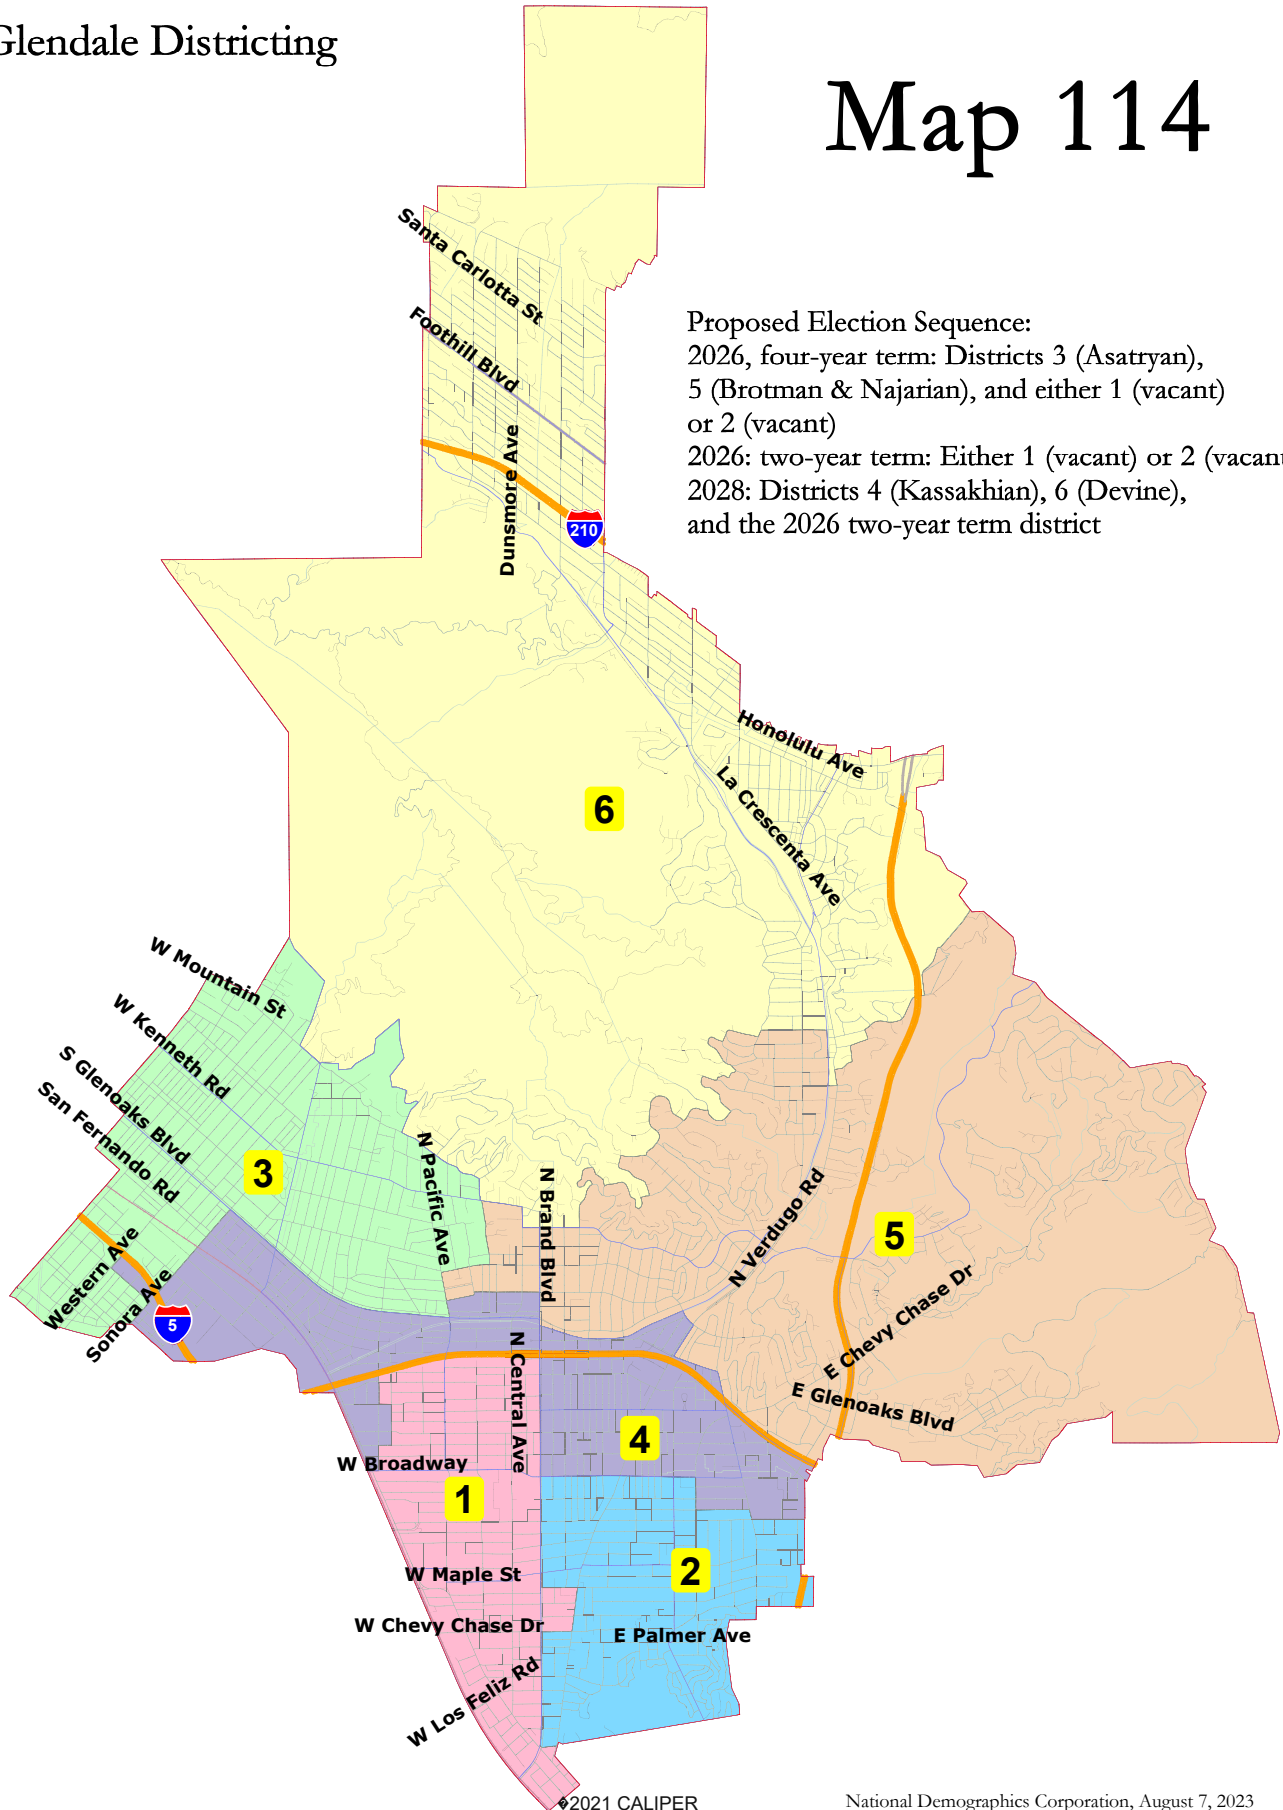 Glendale Districting
Map 114
Santa Carlotta St
Foothill Blvd
Proposed Election Sequence:
2026, four-year term: Districts 3 (Asatryan),
5 (Brotman & Najarian), and either 1 (vacant)
or 2 (vacant)
2026: two-year term: Either 1 (vacant) or 2 (vacant
2028: Districts 4 (Kassakhian), 6 (Devine),
and the 2026 two-year term district
Dunsmore Ave
210
Honolulu Ave
La Crescenta Ave
6
W Mountain St
W Kenneth Rd
S Glenoaks Blvd
San Fernando Rd
3
N Pacific Ave
N Brand Blvd
N Verdugo Rd
5
Western Ave
Sonora Ave
5
E Chevy Chase Dr
E Glenoaks Blvd
N Central Ave
4
W Broadway
1
2
W Maple St
W Chevy Chase Dr
E Palmer Ave
W Los Feliz Rd
�2021 CALIPER
National Demographics Corporation, August 7, 2023